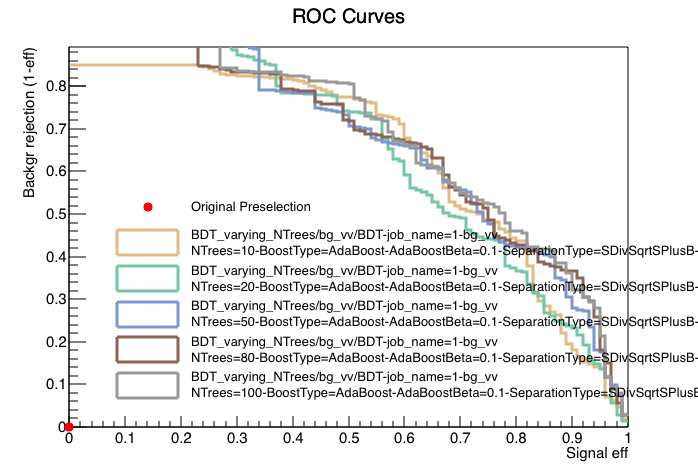 ROC Curves
Backgr rejection (1-eff)
0.8
0.7
0.6
0.5
0.4
0.3
0.2
0.1
0
Original Preselection
BDT_varying_NTrees/bg_vv/BDT-job_name=1-bg_vv
NTrees=10-BoostType=AdaBoost-AdaBoostBeta=0.1-SeparationType=SDivSqrtSPlusB-
BDT_varying_NTrees/bg_vv/BDT-job_name=1-bg_vv
NTrees=20-BoostType=AdaBoost-AdaBoostBeta=0.1-SeparationType=SDivSqrtSPlusB-
BDT_varying_NTrees/bg_vv/BDT-job_name=1-bg_vv
NTrees=50-BoostType=AdaBoost-AdaBoostBeta=0.1-SeparationType=SDivSqrtSPlusB-
BDT_varying_NTrees/bg_vv/BDT-job_name=1-bg_vv
NTrees=80-BoostType=AdaBoost-AdaBoostBeta=0.1-SeparationType=SDivSqrtSPlusB-
BDT_varying_NTrees/bg_vv/BDT-job_name=1-bg_vv
NTrees=100-BoostType=AdaBoost-AdaBoostBeta=0.1-SeparationType=SDivSqrtSPlusB
0 0.1 0.2 0.3 0.4 0.5 0.6 0.7 0.8 0.9 1
Signal eff